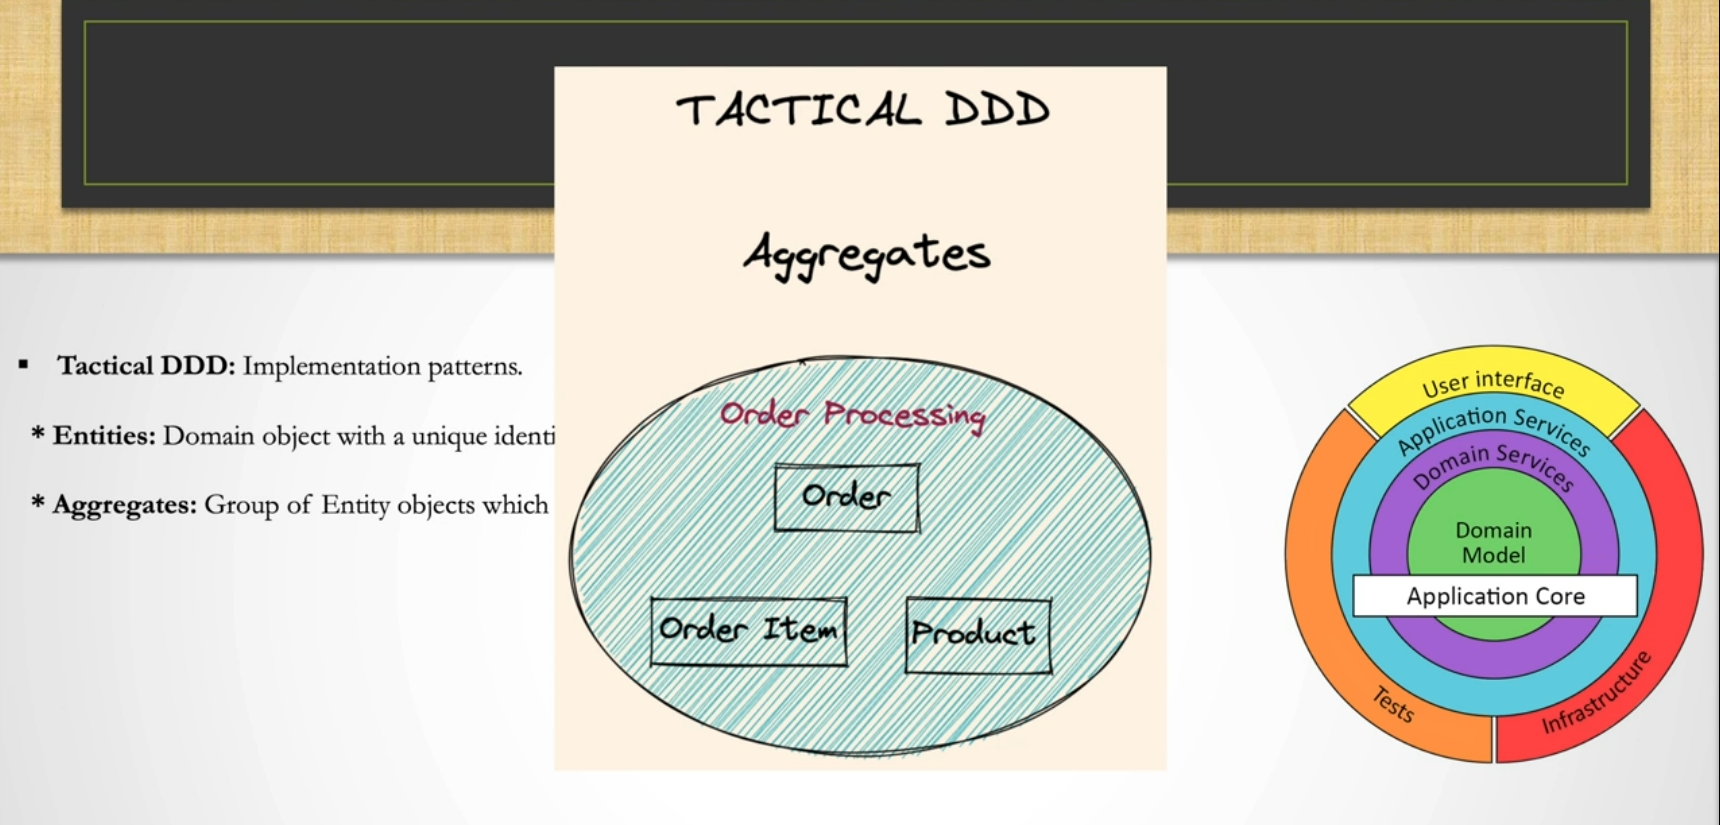 TACTICAL DDD
Aggregates
▪ Tactical DDD: Implementation patterns.
* Entities: Domain object with a unique identi
* Aggregates: Group of Entity objects which
Order Processing
Order
Order Item
Product
User interface
Application Services
Domain Services
Domain
Model
Application Core
Tests
Infrastructure